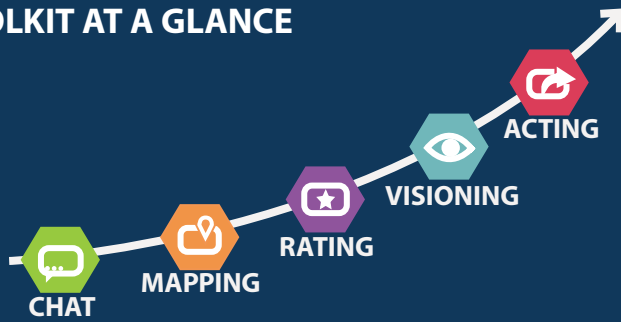 OLKIT AT A GLANCE
ACTING
VISIONING
RATING
MAPPING
CHAT